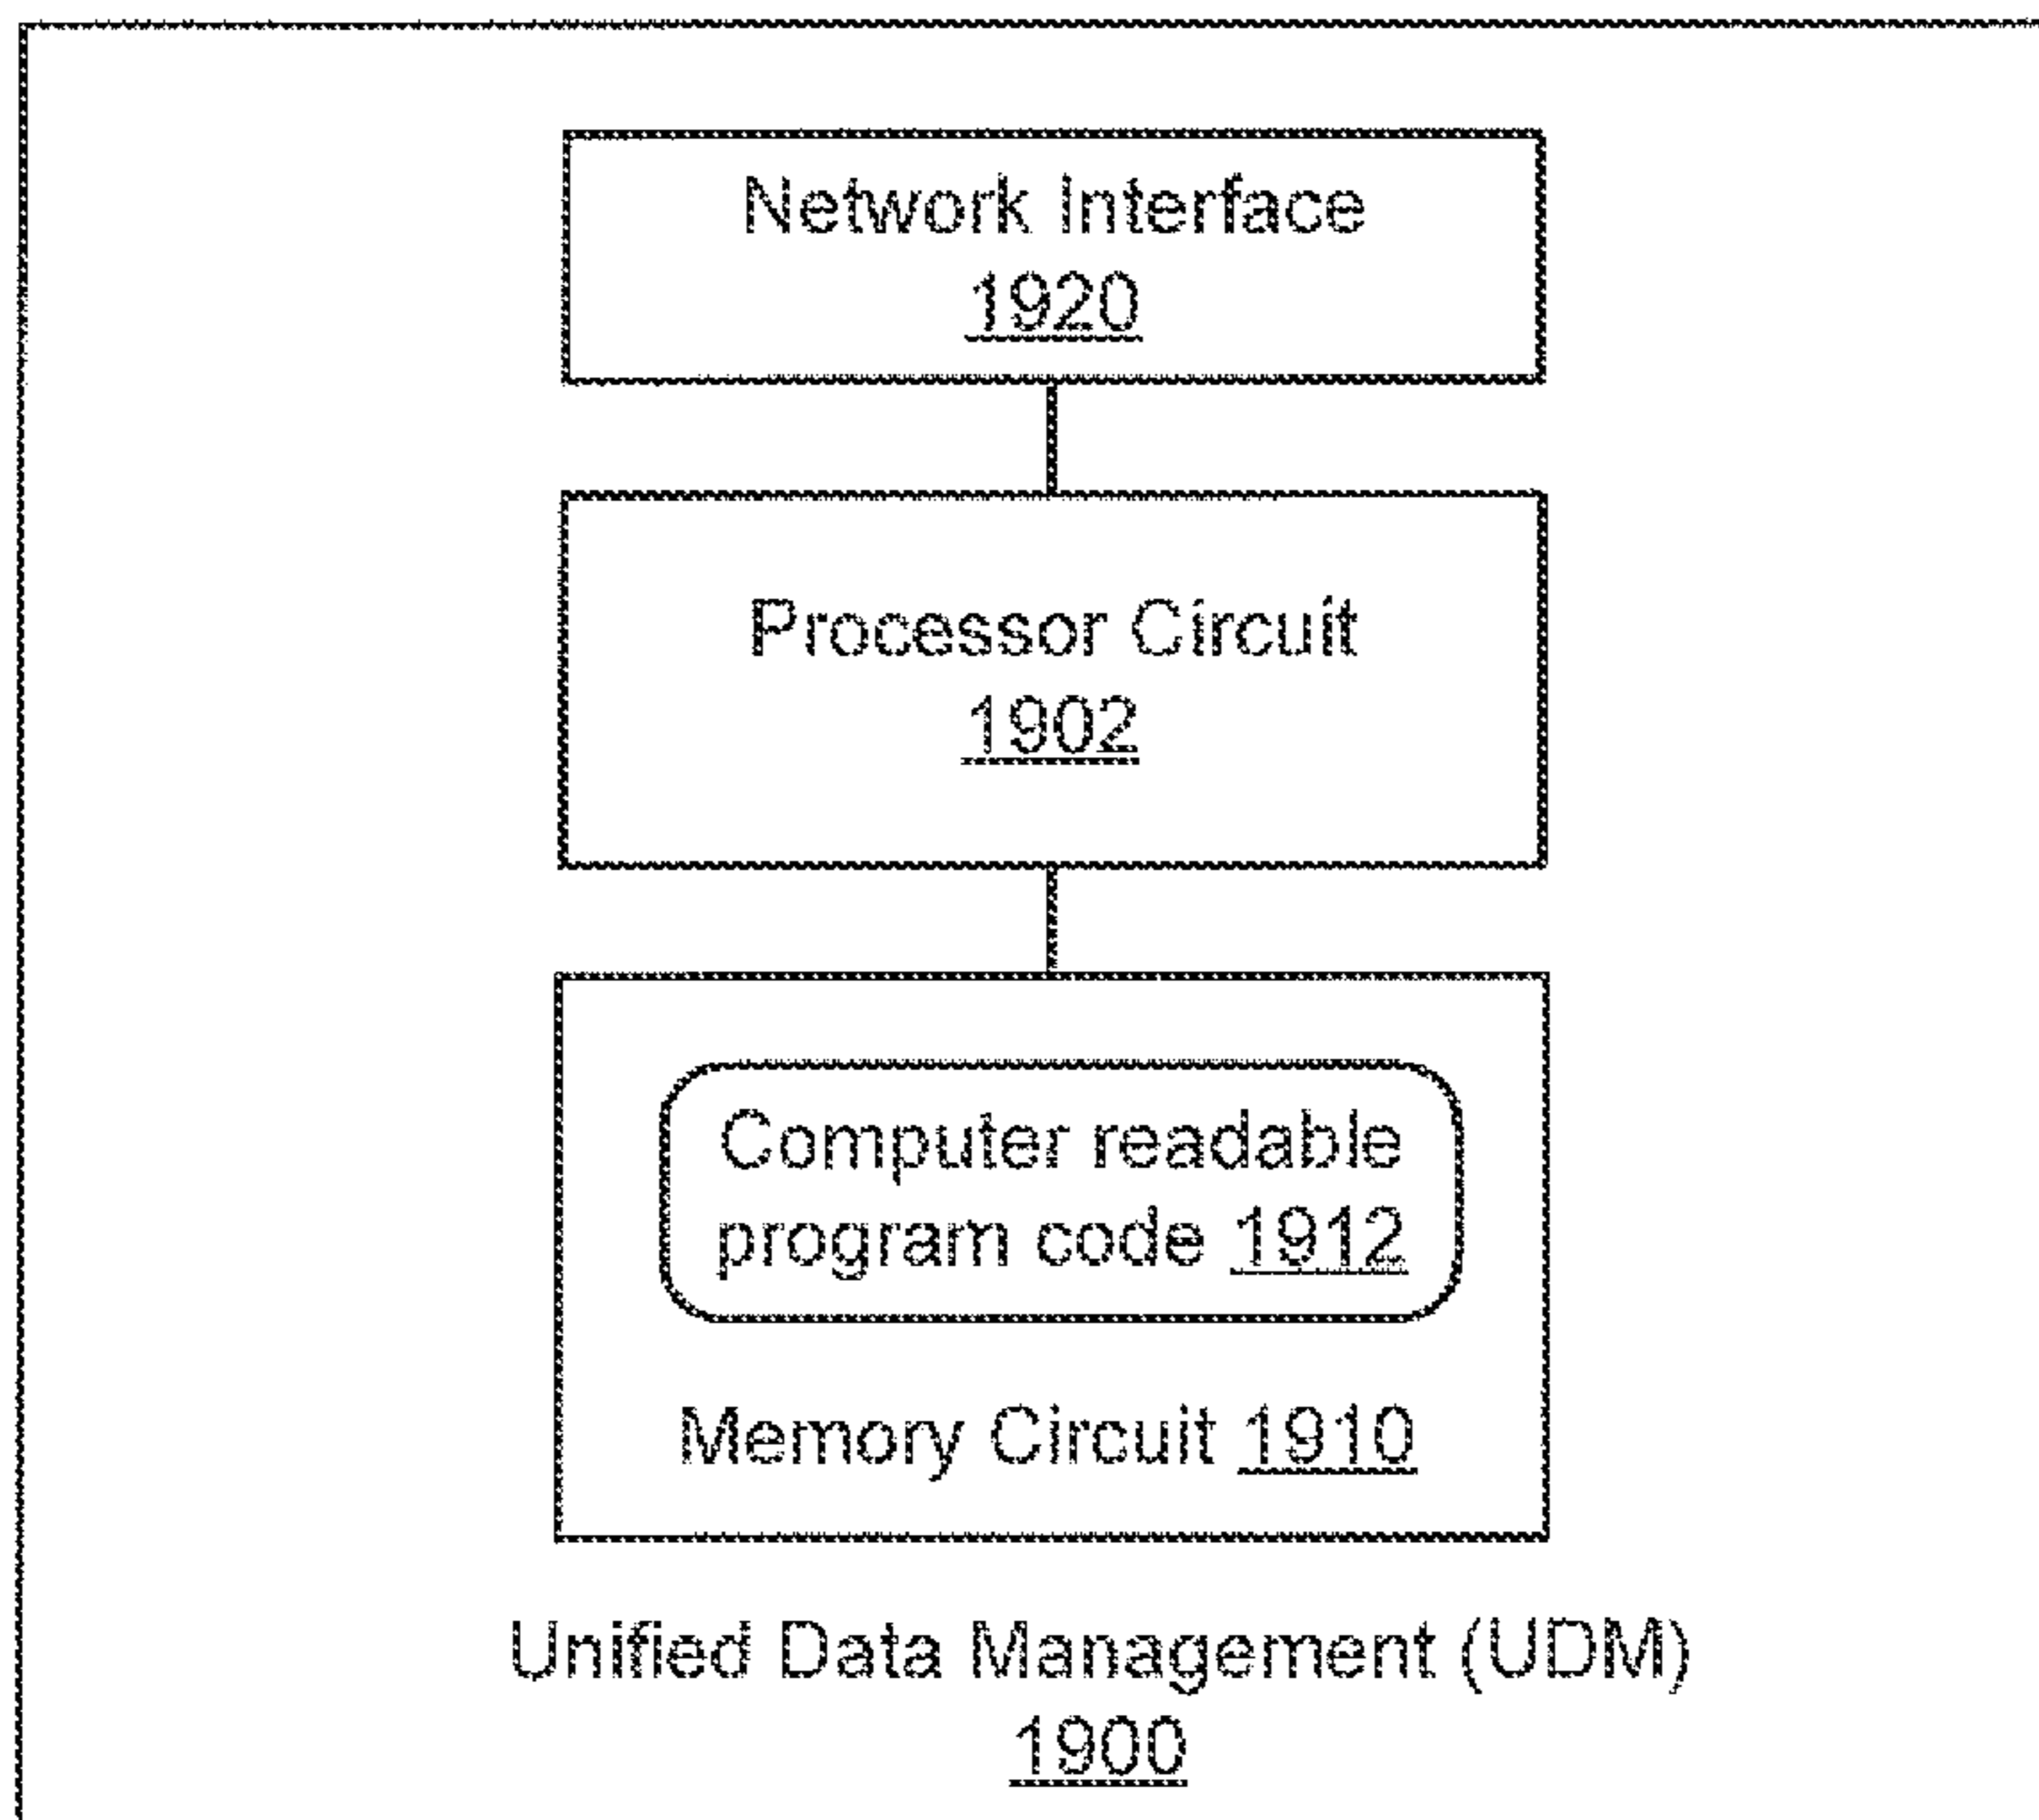 Network Interface
1920
Processor Circuit
1902
Computer readable
program code 1912
Memory Circuit 1910
Unified Data Management (UDM)
1900